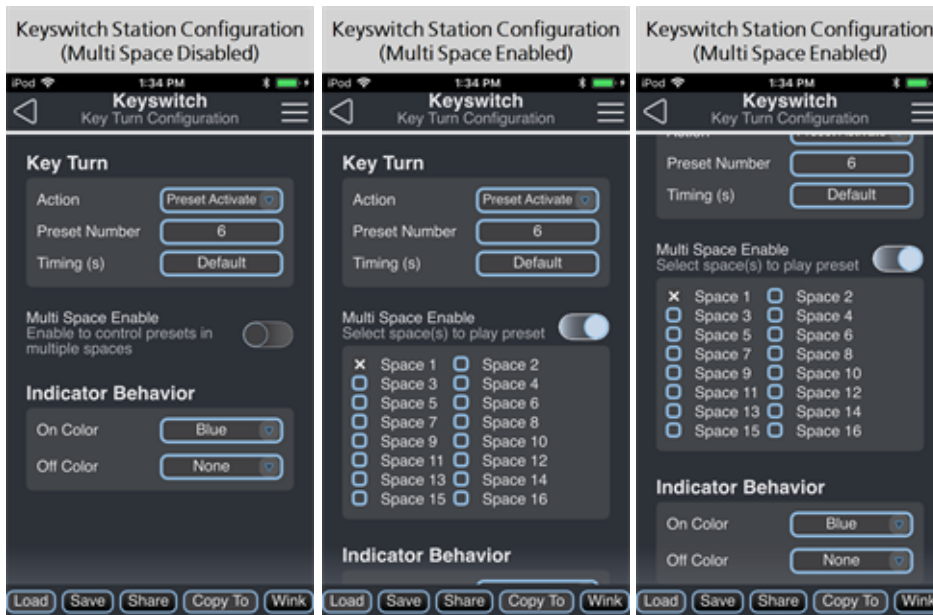 Keyswitch Station Configuration
(Multi Space Disabled)
iPod 1:34 PM
Keyswitch
Key Turn Configuration
Key Turn
Action Preset Activate
Preset Number 6
Timing (s) Default
Multi Space Enable
Enable to control presets in
multiple spaces
Indicator Behavior
On Color Blue
Off Color None
Load Save Share Copy To Wink
Keyswitch Station Configuration
(Multi Space Enabled)
iPod 1:34 PM
Keyswitch
Key Turn Configuration
Key Turn
Action Preset Activate
Preset Number 6
Timing (s) Default
Multi Space Enable
Select space(s) to play preset
Space 1 Space 2
Space 3 Space 4
Space 5 Space 6
Space 7 Space 8
Space 9 Space 10
Space 11 Space 12
Space 13 Space 14
Space 15 Space 16
Indicator Behavior
Load Save Share Copy To Wink
Keyswitch Station Configuration
(Multi Space Enabled)
iPod 1:34 PM
Keyswitch
Key Turn Configuration
Action Preset Activate
Preset Number 6
Timing (s) Default
Multi Space Enable
Select space(s) to play preset
Space 1 Space 2
Space 3 Space 4
Space 5 Space 6
Space 7 Space 8
Space 9 Space 10
Space 11 Space 12
Space 13 Space 14
Space 15 Space 16
Indicator Behavior
On Color Blue
Off Color None
Load Save Share Copy To Wink